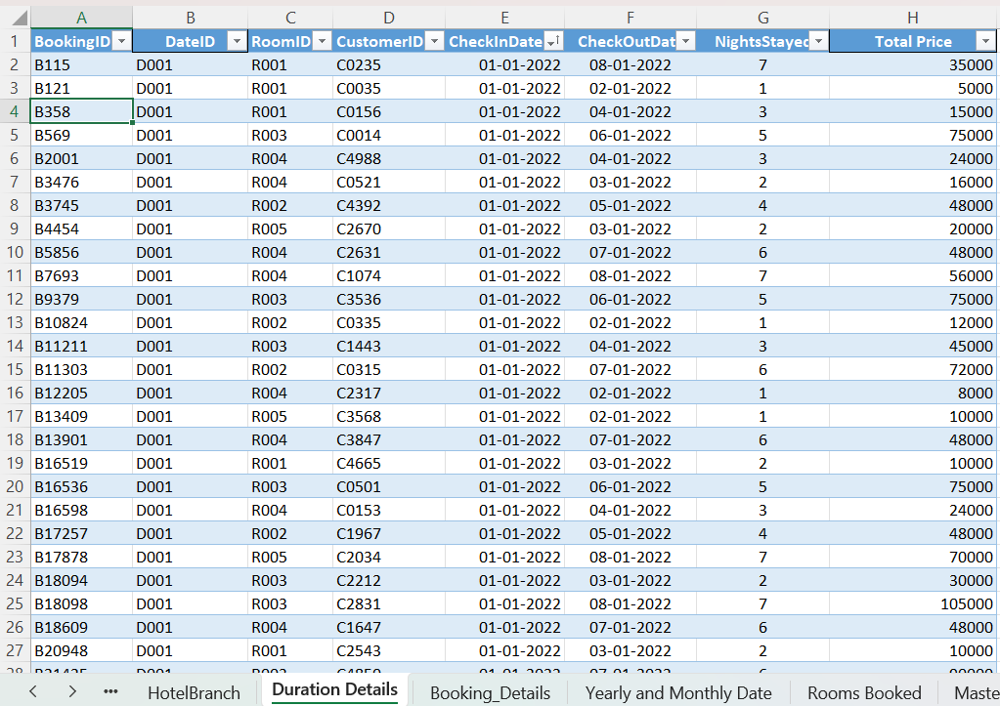 A B C D E F G H
1 BookingID DateID RoomID CustomerID CheckInDate CheckOutDat NightsStayed Total Price
2 B115 D001 R001 C0235 01-01-2022 08-01-2022 7 35000
3 B121 D001 R001 C0035 01-01-2022 02-01-2022 1 5000
4 B358 D001 R001 C0156 01-01-2022 04-01-2022 3 15000
5 B569 D001 R003 C0014 01-01-2022 06-01-2022 5 75000
6 B2001 D001 R004 C4988 01-01-2022 04-01-2022 3 24000
7 B3476 D001 R004 C0521 01-01-2022 03-01-2022 2 16000
8 B3745 D001 R002 C4392 01-01-2022 05-01-2022 4 48000
9 B4454 D001 R005 C2670 01-01-2022 03-01-2022 2 20000
10 B5856 D001 R004 C2631 01-01-2022 07-01-2022 6 48000
11 B7693 D001 R004 C1074 01-01-2022 08-01-2022 7 56000
12 B9379 D001 R003 C3536 01-01-2022 06-01-2022 5 75000
13 B10824 D001 R002 C0335 01-01-2022 02-01-2022 1 12000
14 B11211 D001 R003 C1443 01-01-2022 04-01-2022 3 45000
15 B11303 D001 R002 C0315 01-01-2022 07-01-2022 6 72000
16 B12205 D001 R004 C2317 01-01-2022 02-01-2022 1 8000
17 B13409 D001 R005 C3568 01-01-2022 02-01-2022 1 10000
18 B13901 D001 R004 C3847 01-01-2022 07-01-2022 6 48000
19 B16519 D001 R001 C4665 01-01-2022 03-01-2022 2 10000
20 B16536 D001 R003 C0501 01-01-2022 06-01-2022 5 75000
21 B16598 D001 R004 C0153 01-01-2022 04-01-2022 3 24000
22 B17257 D001 R002 C1967 01-01-2022 05-01-2022 4 48000
23 B17878 D001 R005 C2034 01-01-2022 08-01-2022 7 70000
24 B18094 D001 R003 C2212 01-01-2022 03-01-2022 2 30000
25 B18098 D001 R003 C2831 01-01-2022 08-01-2022 7 105000
26 B18609 D001 R004 C1647 01-01-2022 07-01-2022 6 48000
27 B20948 D001 R001 C2543 01-01-2022 03-01-2022 2 10000
HotelBranch Duration Details Booking_Details Yearly and Monthly Date Rooms Booked Maste